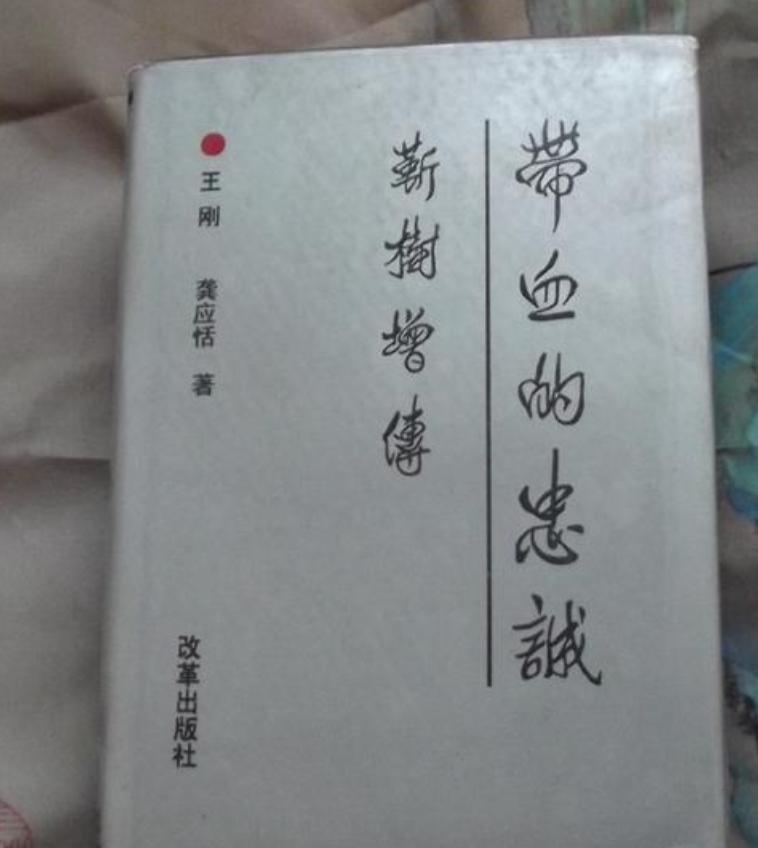 带血的忠誠
靳樹增傳
王刚 龚应恬 著
改革出版社